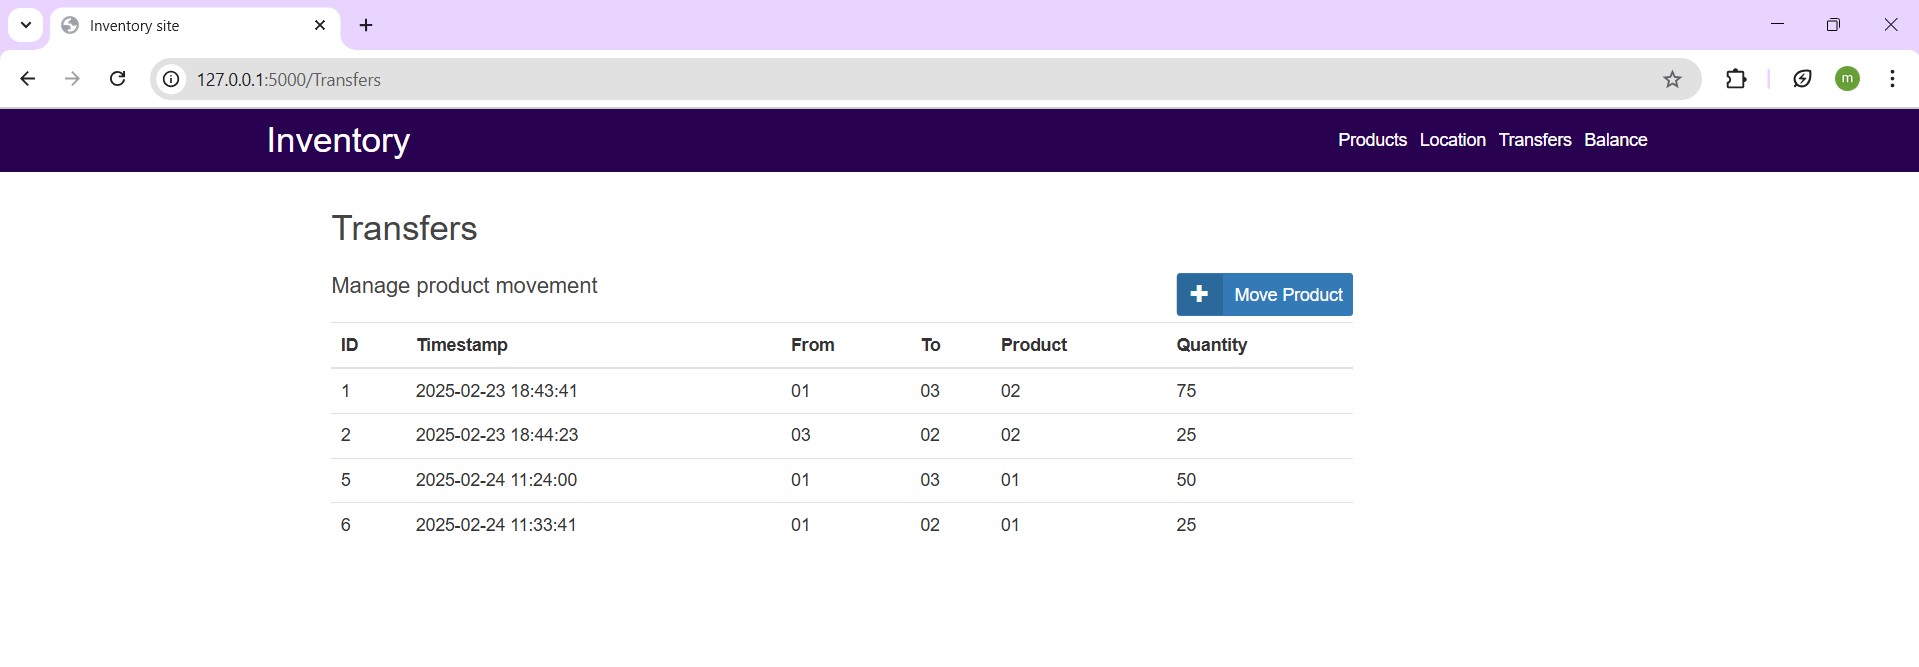 Inventory site
127.0.0.1:5000/Transfers
m
Inventory
Products Location Transfers Balance
Transfers
Manage product movement
Move Product
ID Timestamp From To Product Quantity
1 2025-02-23 18:43:41 01 03 02 75
2 2025-02-23 18:44:23 03 02 02 25
5 2025-02-24 11:24:00 01 03 01 50
6 2025-02-24 11:33:41 01 02 01 25